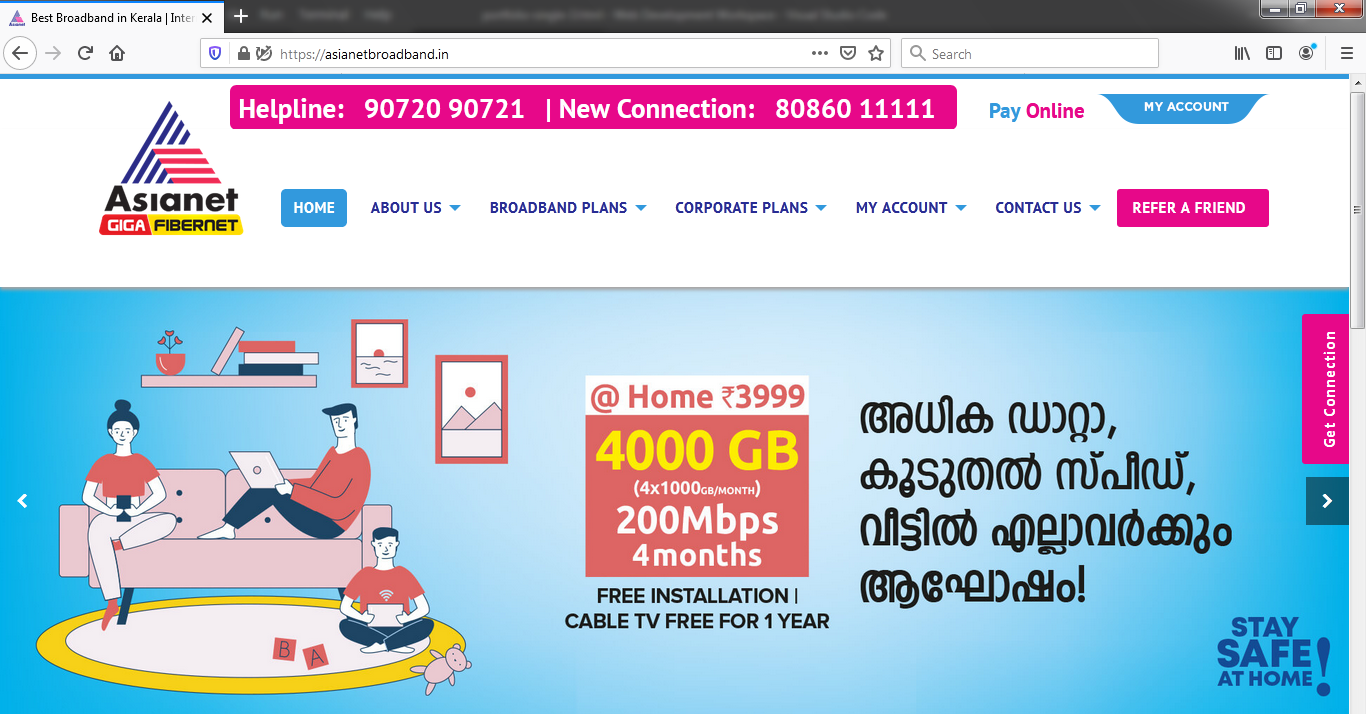 Best Broadband in Kerala | Inter
https://asianetbroadband.in
Search
Helpline: 90720 90721 | New Connection: 80860 11111
Pay Online
MY ACCOUNT
Asianet
GIGA FIBERNET
HOME
ABOUT US
BROADBAND PLANS
CORPORATE PLANS
MY ACCOUNT
CONTACT US
REFER A FRIEND
Get Connection
@ Home ₹3999
4000 GB
(4x1000GB/MONTH)
200Mbps
4 months
FREE INSTALLATION |
CABLE TV FREE FOR 1 YEAR
അധിക ഡാറ്റാ,
കൂടുതൽ സ്പീഡ്,
വീട്ടിൽ എല്ലാവർക്കും
ആഘോഷം!
B A
STAY
SAFE
AT HOME!